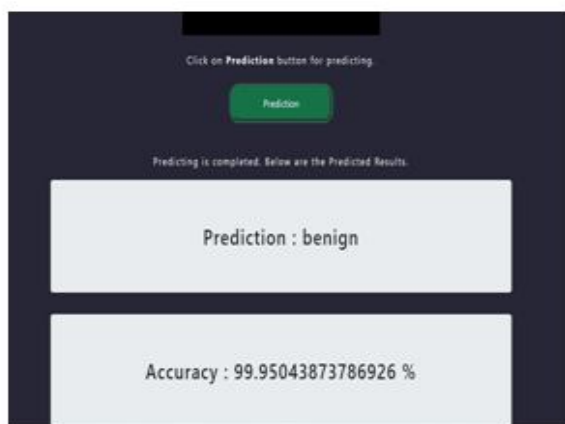 Click on Prediction button for predicting.
Prediction
Predicting is completed. Below are the Predicted Results.
Prediction : benign
Accuracy : 99.95043873786926 %